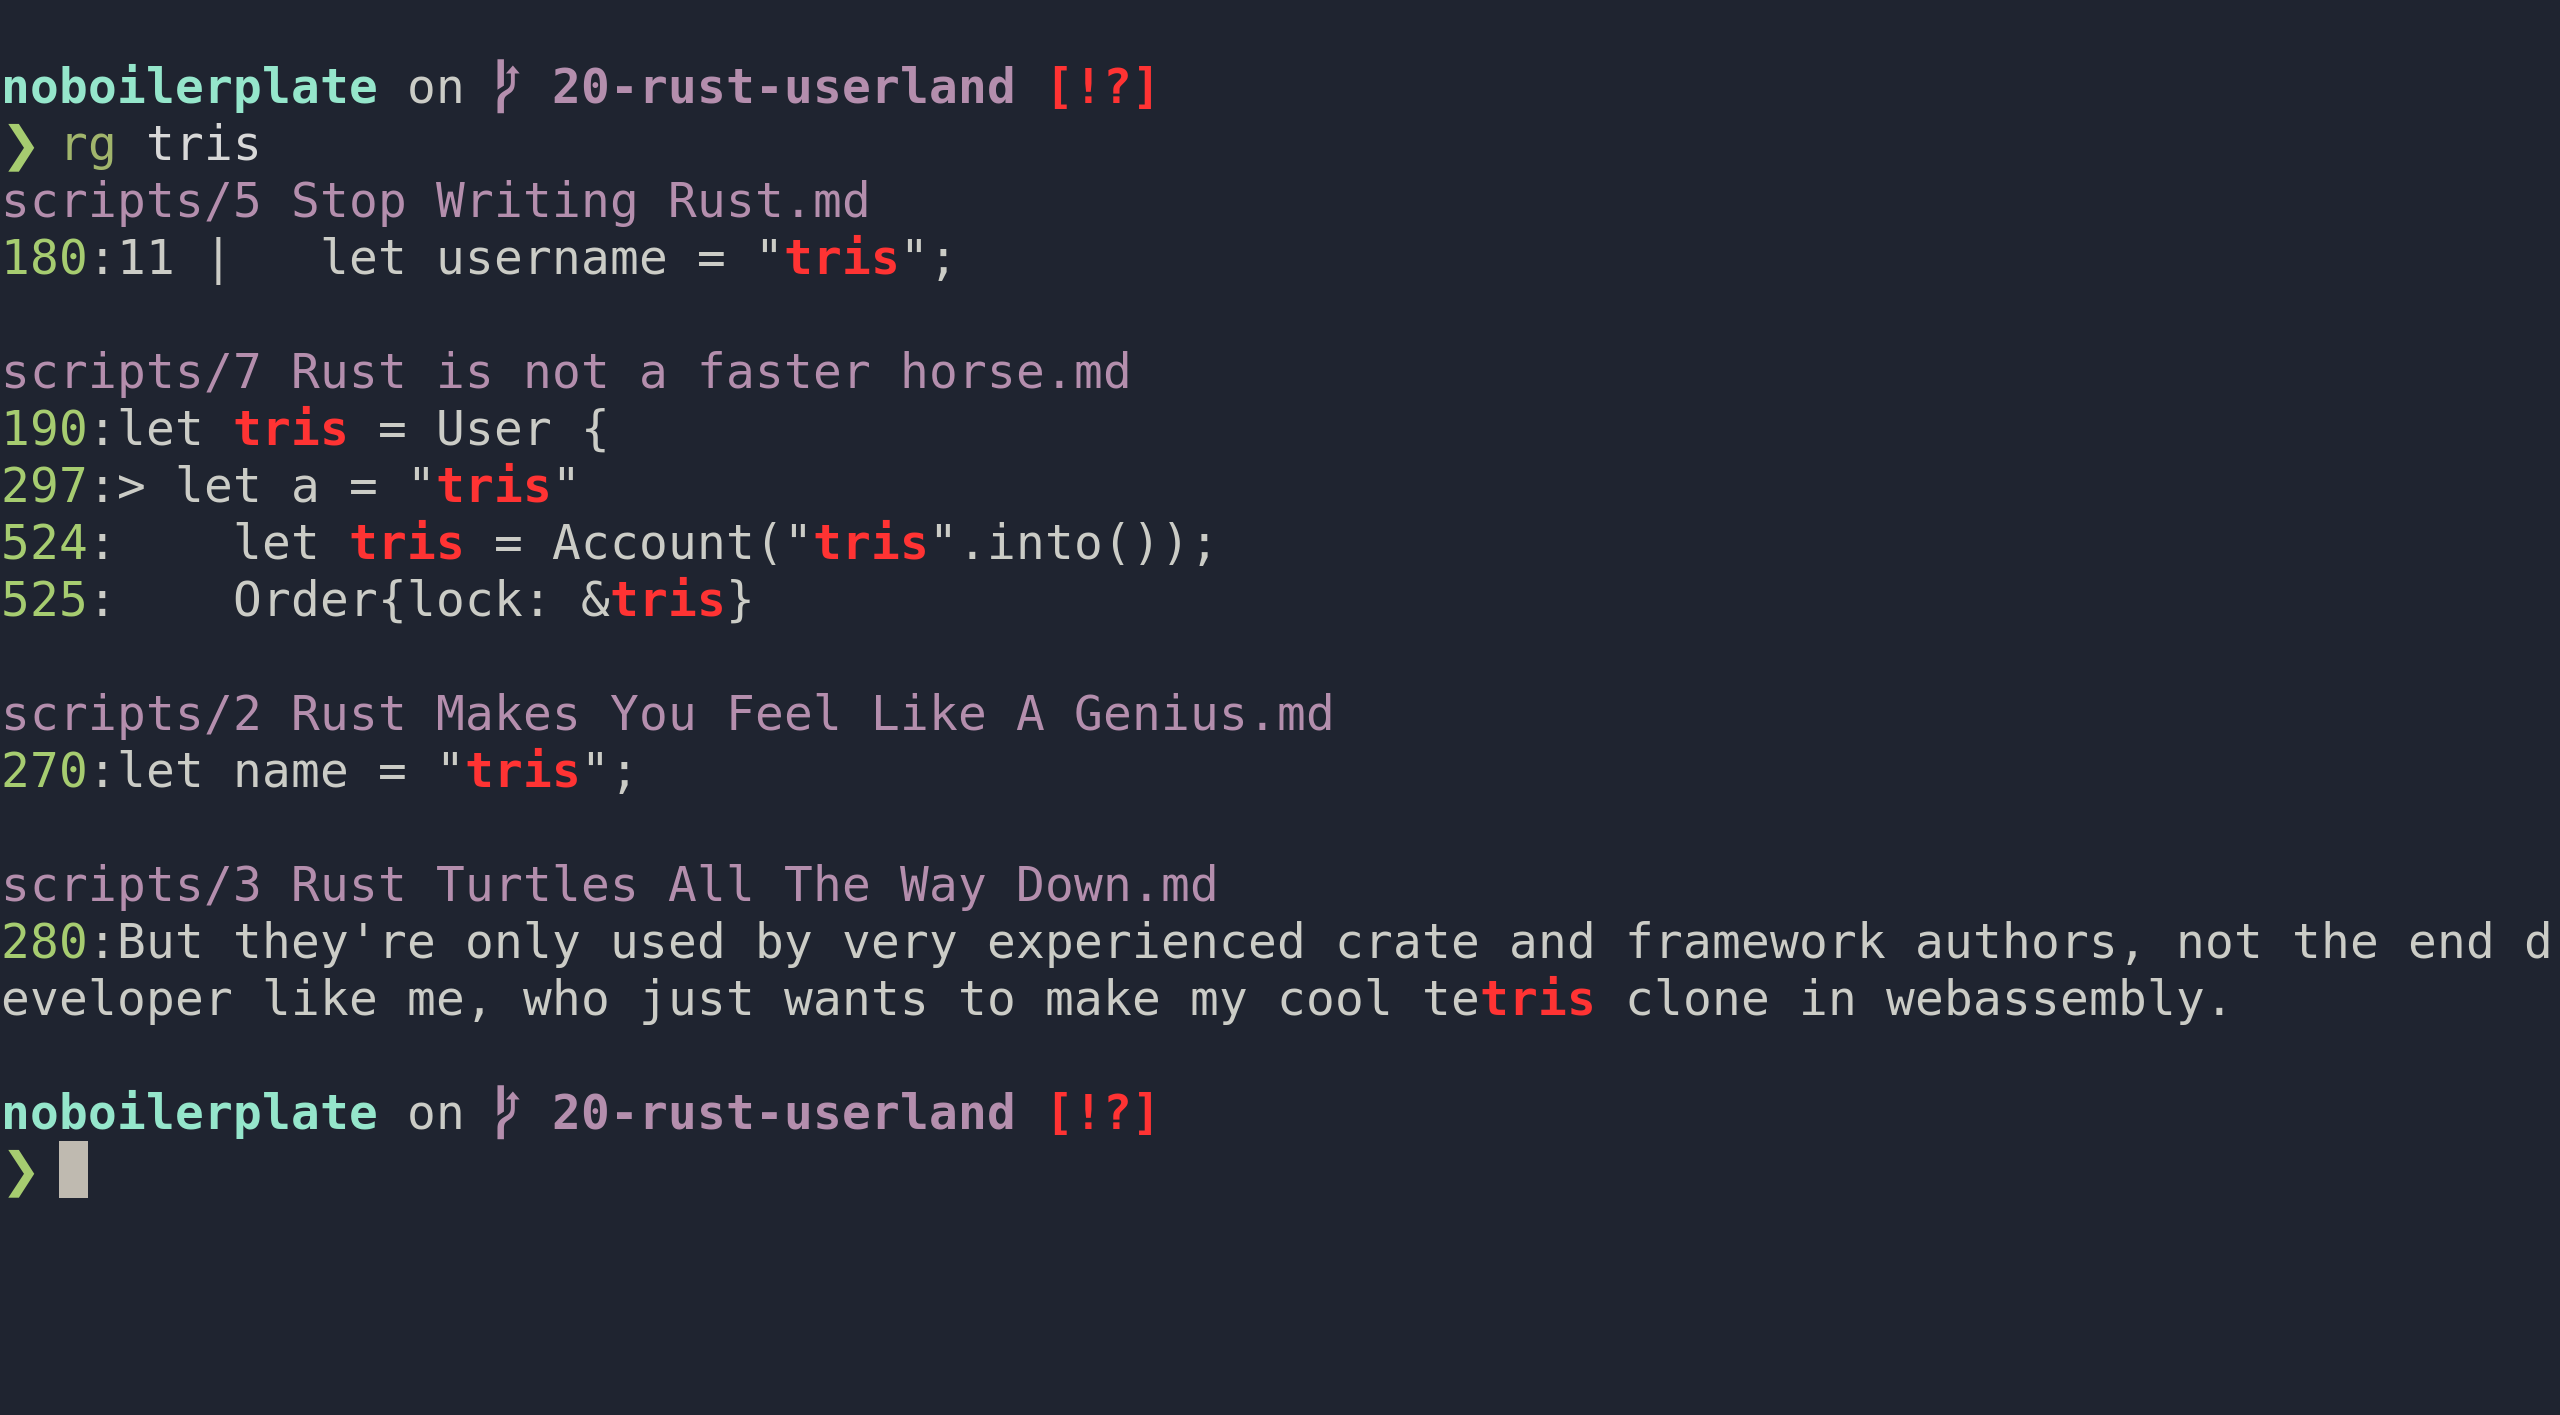 noboilerplate on  20-rust-userland [!?]
❯ rg tris
scripts/5 Stop Writing Rust.md
180:11 |   let username = "tris";
scripts/7 Rust is not a faster horse.md
190:let tris = User {
297:> let a = "tris"
524:    let tris = Account("tris".into());
525:    Order{lock: &tris}
scripts/2 Rust Makes You Feel Like A Genius.md
270:let name = "tris";
scripts/3 Rust Turtles All The Way Down.md
280:But they're only used by very experienced crate and framework authors, not the end d
eveloper like me, who just wants to make my cool tetris clone in webassembly.
noboilerplate on  20-rust-userland [!?]
❯